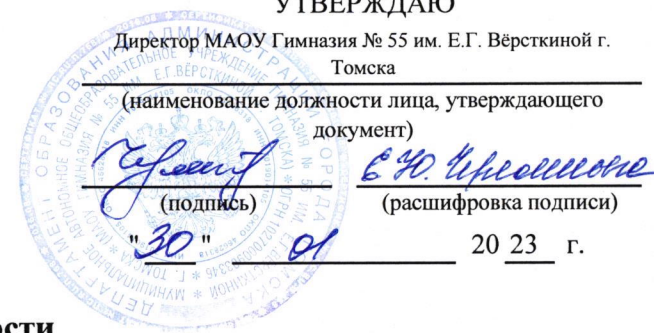 УТВЕРЖДАЮ
Директор МАОУ Гимназия № 55 им. Е.Г. Вёрсткиной г.
Томска
(наименование должности лица, утверждающего
документ)
Е.Ю.
(подпись) (расшифровка подписи)
"30" 01 20 23 г.
ости